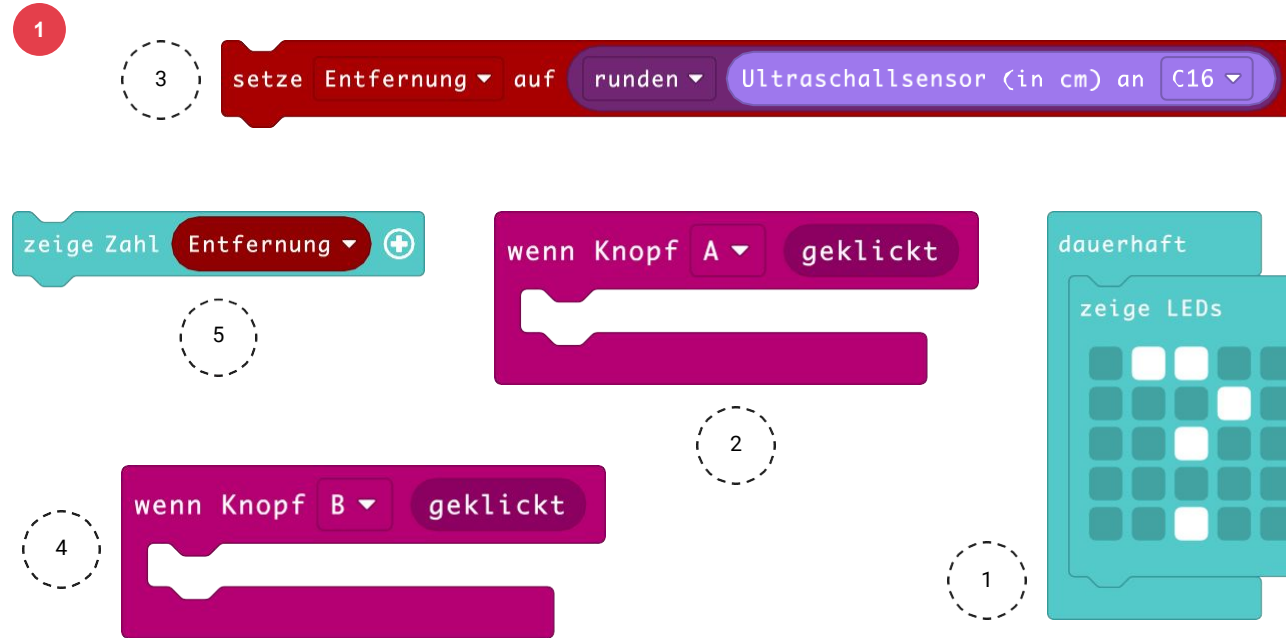 1
3
setze Entfernung auf runden Ultraschallsensor (in cm) an C16
zeige Zahl Entfernung
5
wenn Knopf A geklickt
2
dauerhaft
zeige LEDs
wenn Knopf B geklickt
4
1